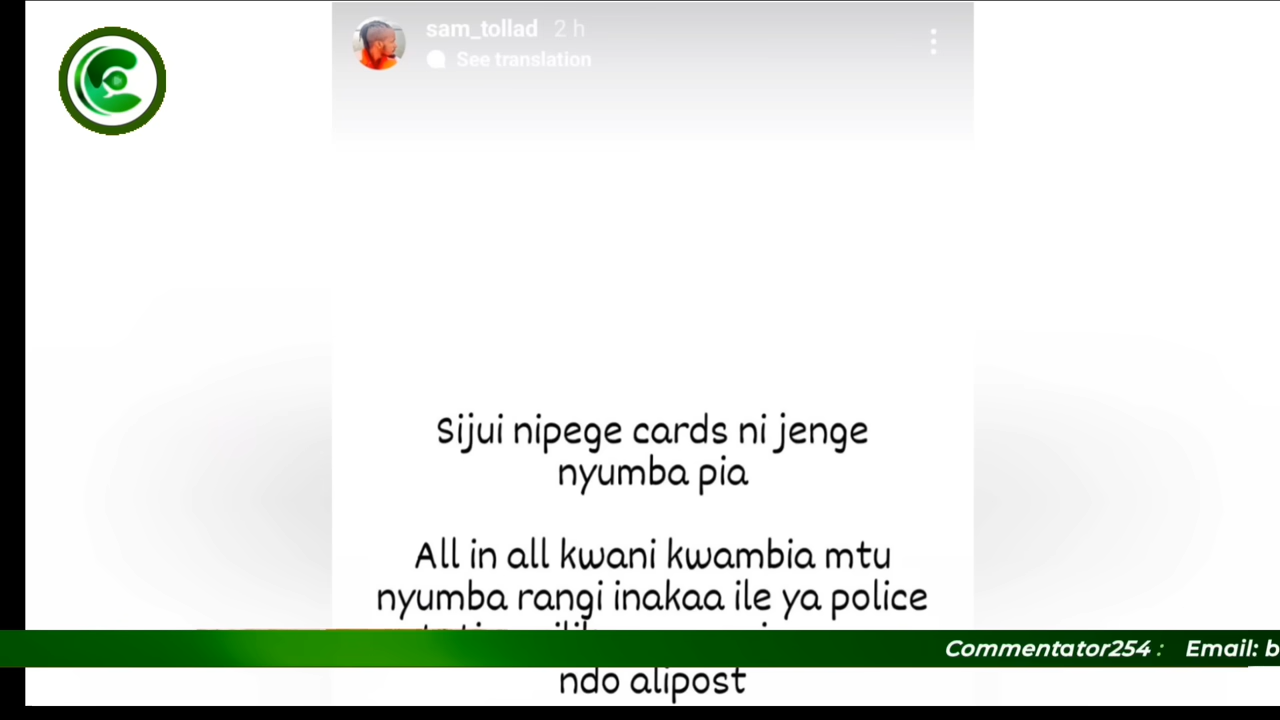 sam_tollad 2 h
See translation
Sijui nipege cards ni jenge
nyumba pia
All in all kwani kwambia mtu
nyumba rangi inakaa ile ya police
Commentator254 : Email: b
ndo alipost